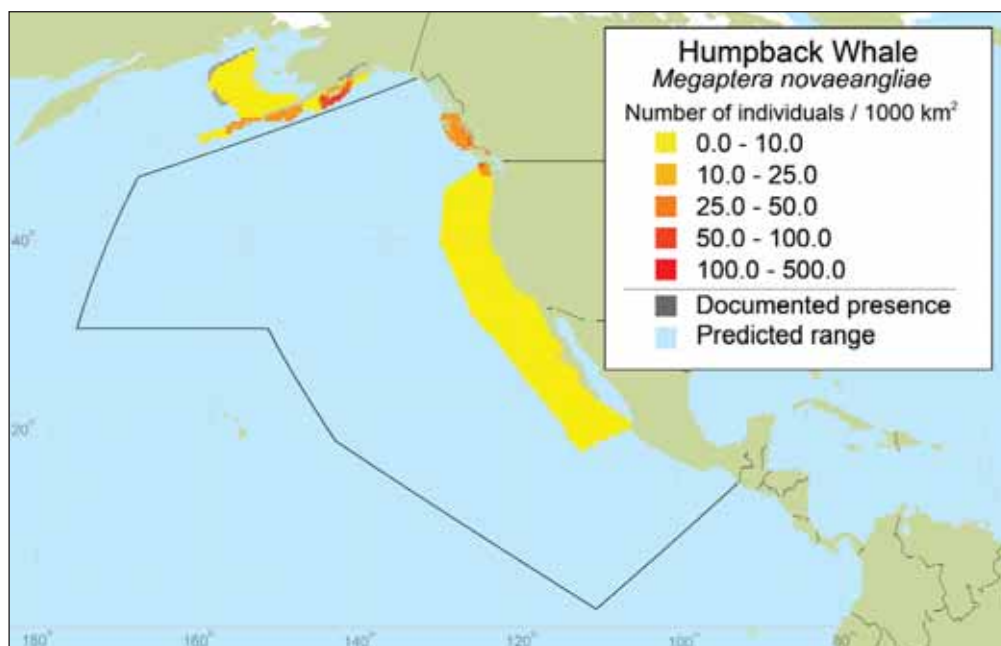 Humpback Whale
Megaptera novaeangliae
Number of individuals / 1000 km²
0.0 - 10.0
10.0 - 25.0
25.0 - 50.0
50.0 - 100.0
100.0 - 500.0
Documented presence
Predicted range
40°
20°
180° 160° 140° 120° 100° 80°